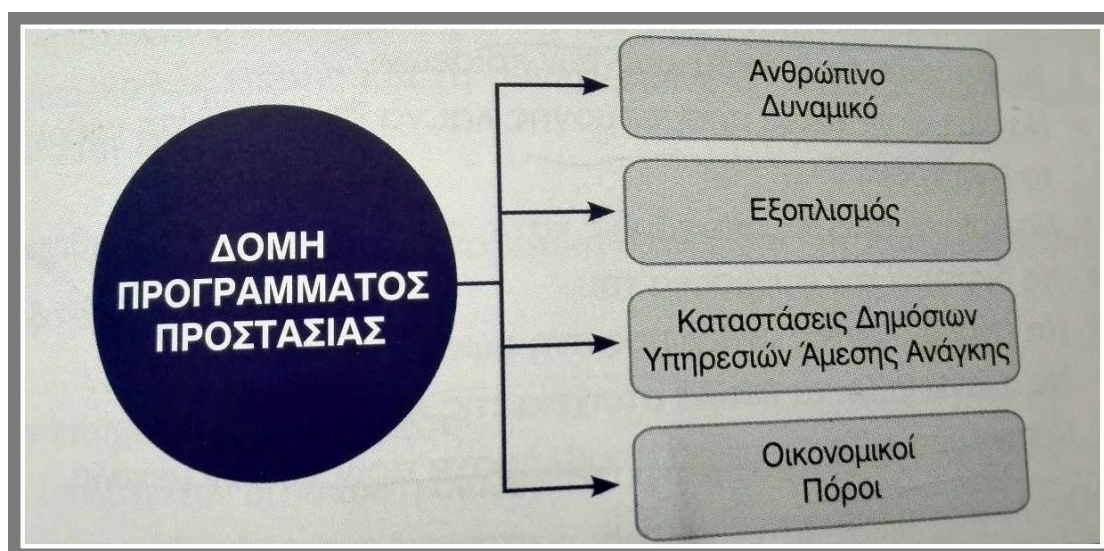 ΔΟΜΗ
ΠΡΟΓΡΑΜΜΑΤΟΣ
ΠΡΟΣΤΑΣΙΑΣ
Ανθρώπινο
Δυναμικό
Εξοπλισμός
Καταστάσεις Δημόσιων
Υπηρεσιών Άμεσης Ανάγκης
Οικονομικοί
Πόροι